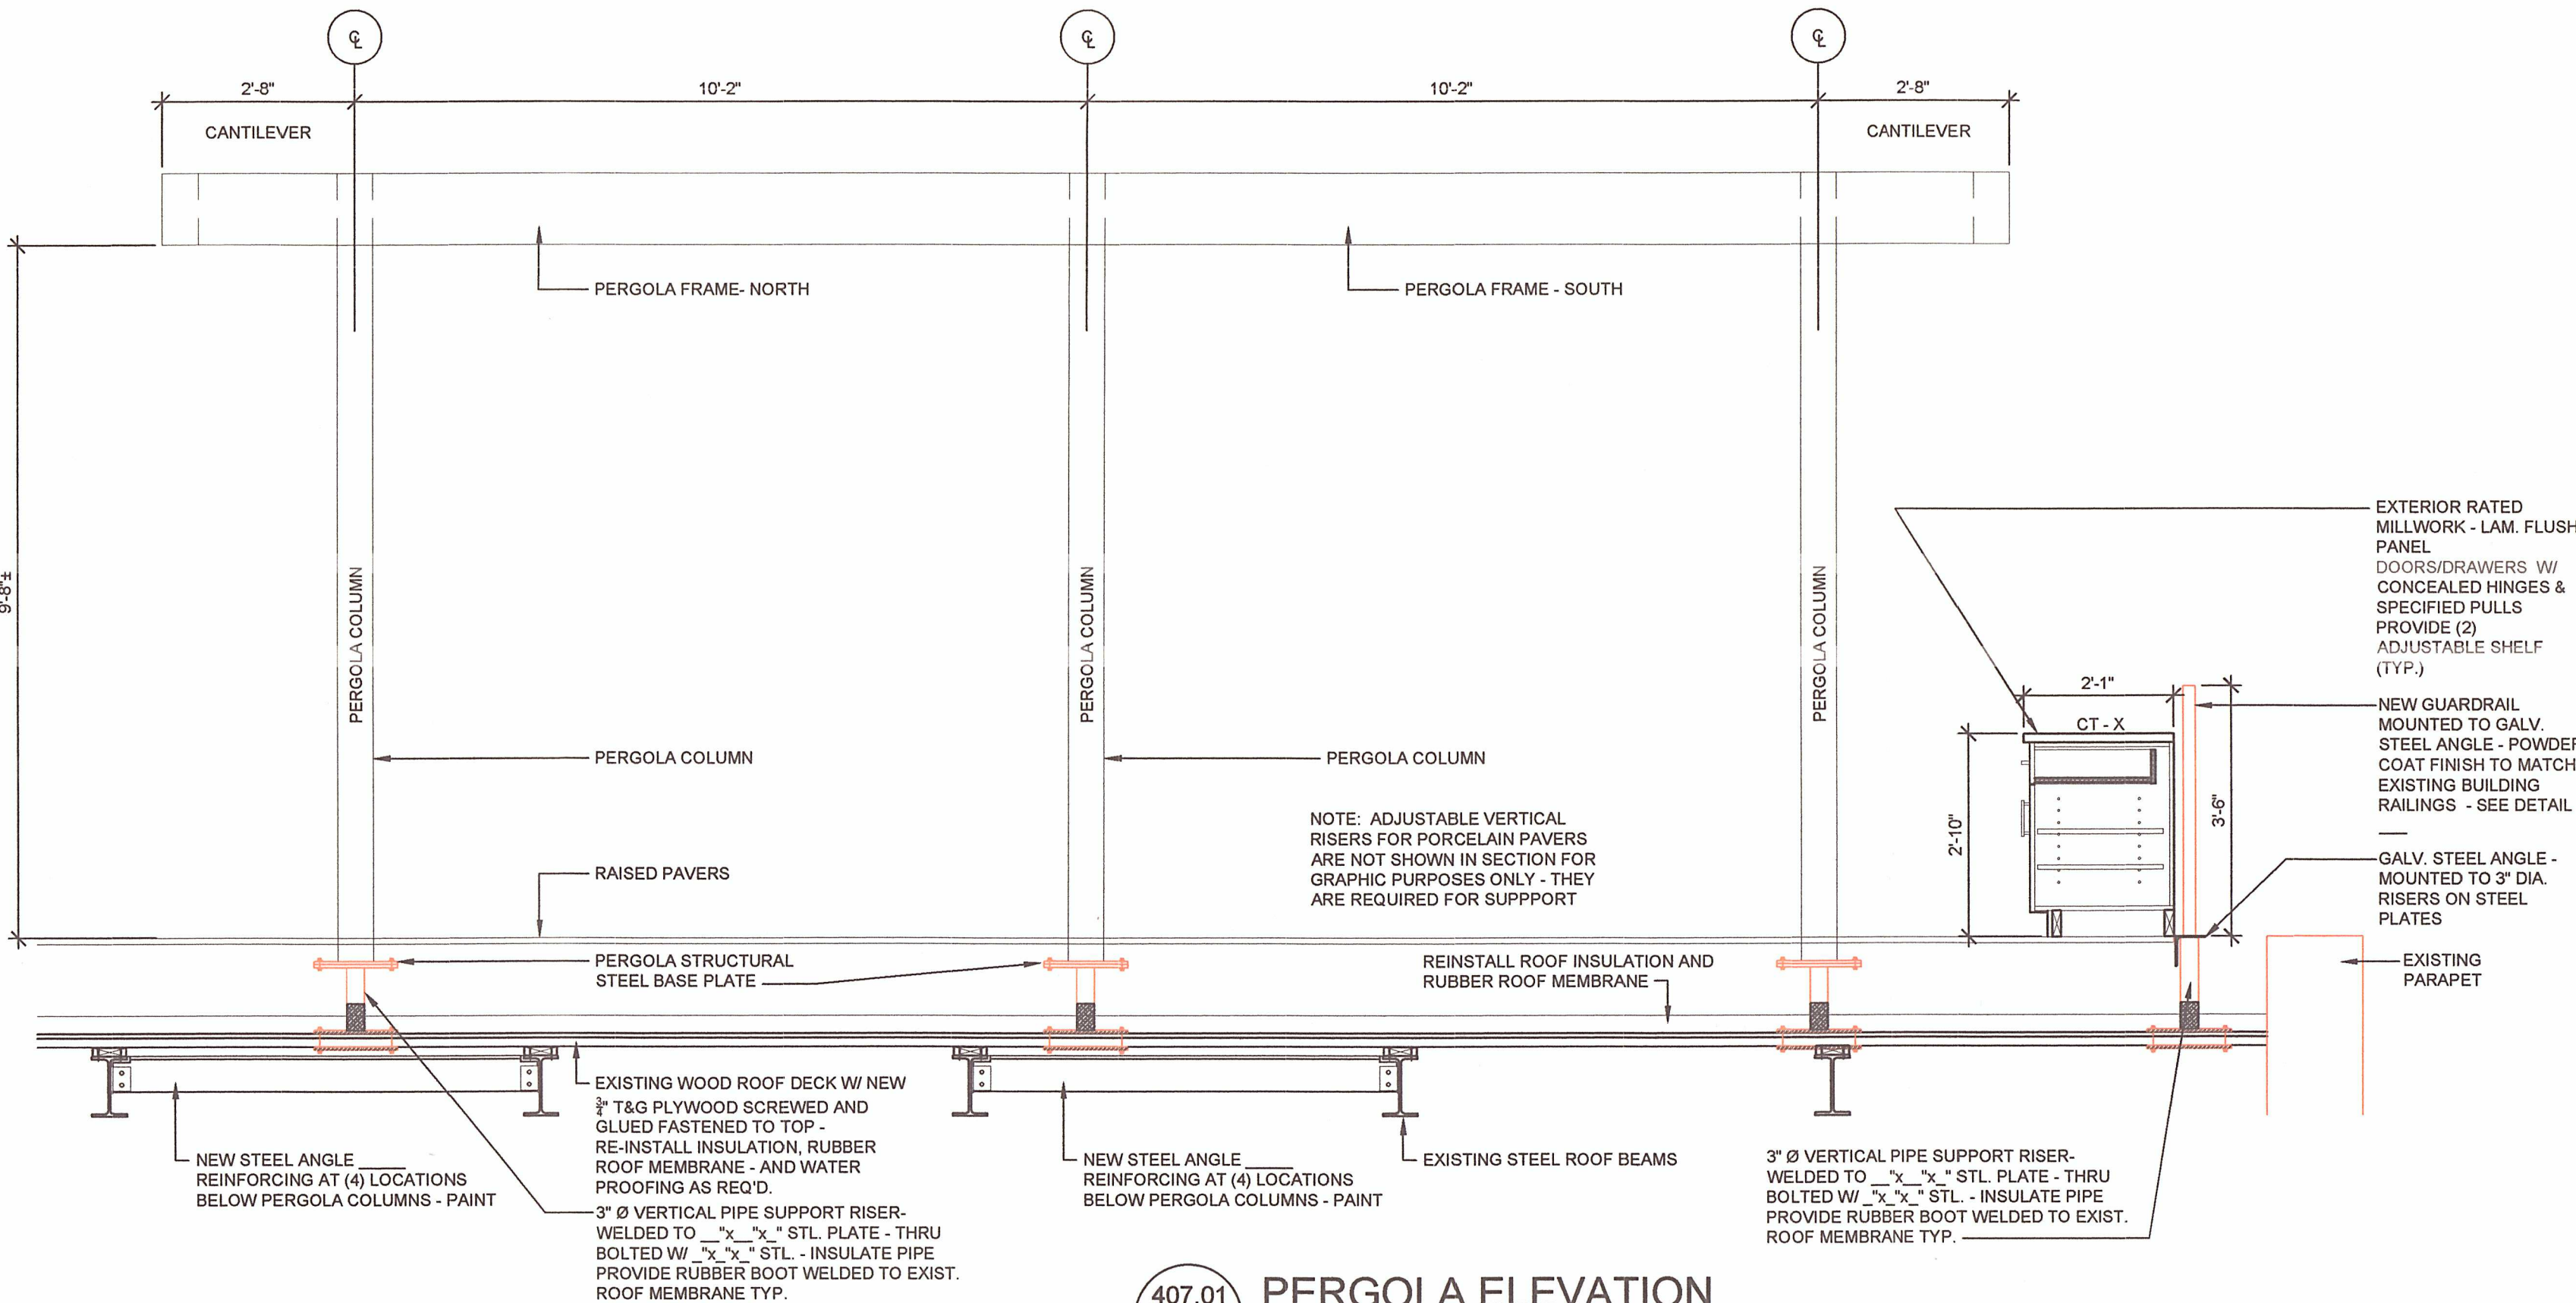 ℄
℄
℄
2'-8"
10'-2"
10'-2"
2'-8"
CANTILEVER
CANTILEVER
PERGOLA FRAME- NORTH
PERGOLA FRAME - SOUTH
9'-8"±
PERGOLA COLUMN
PERGOLA COLUMN
PERGOLA COLUMN
EXTERIOR RATED
MILLWORK - LAM. FLUSH
PANEL
DOORS/DRAWERS W/
CONCEALED HINGES &
SPECIFIED PULLS
PROVIDE (2)
ADJUSTABLE SHELF
(TYP.)
2'-1"
CT - X
NEW GUARDRAIL
MOUNTED TO GALV.
STEEL ANGLE - POWDER
COAT FINISH TO MATCH
EXISTING BUILDING
RAILINGS - SEE DETAIL
__
2'-10"
3'-6"
PERGOLA COLUMN
PERGOLA COLUMN
NOTE: ADJUSTABLE VERTICAL
RISERS FOR PORCELAIN PAVERS
ARE NOT SHOWN IN SECTION FOR
GRAPHIC PURPOSES ONLY - THEY
ARE REQUIRED FOR SUPPPORT
RAISED PAVERS
GALV. STEEL ANGLE -
MOUNTED TO 3" DIA.
RISERS ON STEEL
PLATES
PERGOLA STRUCTURAL
STEEL BASE PLATE
REINSTALL ROOF INSULATION AND
RUBBER ROOF MEMBRANE
EXISTING
PARAPET
EXISTING WOOD ROOF DECK W/ NEW
3/4" T&G PLYWOOD SCREWED AND
GLUED FASTENED TO TOP -
RE-INSTALL INSULATION, RUBBER
ROOF MEMBRANE - AND WATER
PROOFING AS REQ'D.
NEW STEEL ANGLE ____
REINFORCING AT (4) LOCATIONS
BELOW PERGOLA COLUMNS - PAINT
NEW STEEL ANGLE ____
REINFORCING AT (4) LOCATIONS
BELOW PERGOLA COLUMNS - PAINT
EXISTING STEEL ROOF BEAMS
3" Ø VERTICAL PIPE SUPPORT RISER-
WELDED TO __"x__"x_" STL. PLATE - THRU
BOLTED W/ _"x_"x_" STL. - INSULATE PIPE
PROVIDE RUBBER BOOT WELDED TO EXIST.
ROOF MEMBRANE TYP.
3" Ø VERTICAL PIPE SUPPORT RISER-
WELDED TO __"x__"x_" STL. PLATE - THRU
BOLTED W/ _"x_"x_" STL. - INSULATE PIPE
PROVIDE RUBBER BOOT WELDED TO EXIST.
ROOF MEMBRANE TYP.
407.01
PERGOLA ELEVATION